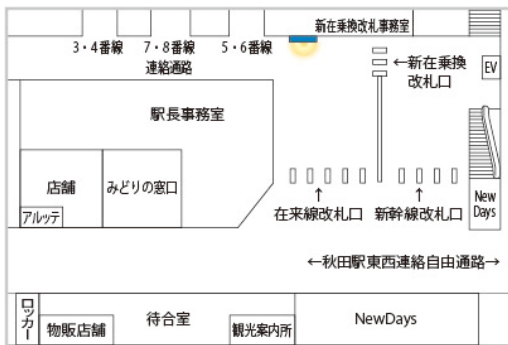 新在乗換改札事務室
3・4番線
7・8番線
5・6番線
連絡通路
←新在乗換
改札口
EV
駅長事務室
店舗
みどりの窓口
アルッテ
在来線改札口
新幹線改札口
New
Days
←秋田駅東西連絡自由通路→
ロッカー
物販店舗
待合室
観光案内所
NewDays